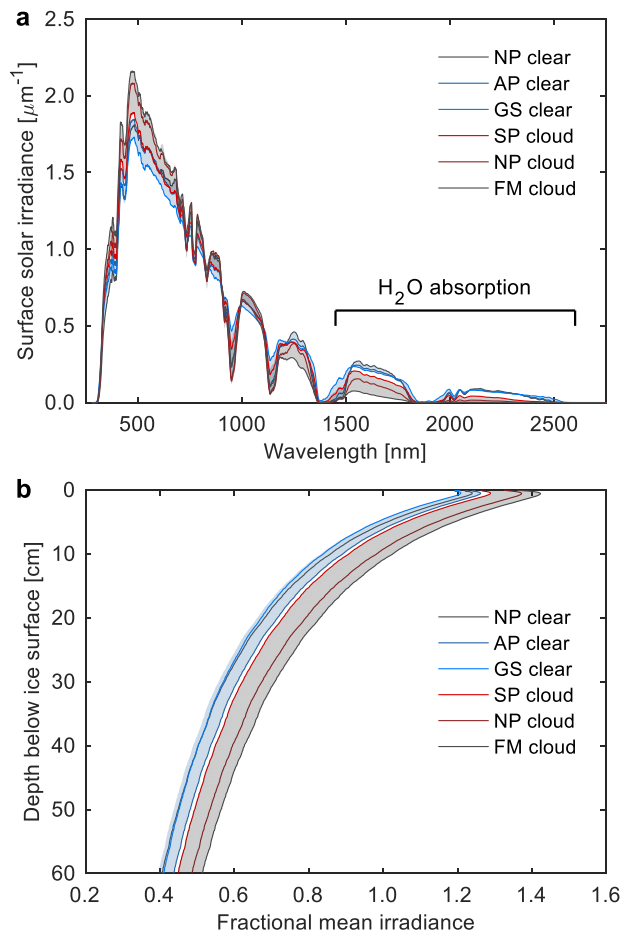 a
Surface solar irradiance [μm⁻¹]
2.5
2.0
1.5
1.0
0.5
0.0
NP clear
AP clear
GS clear
SP cloud
NP cloud
FM cloud
H₂O absorption
500 1000 1500 2000 2500
Wavelength [nm]
b
Depth below ice surface [cm]
0
10
20
30
40
50
60
NP clear
AP clear
GS clear
SP cloud
NP cloud
FM cloud
0.2 0.4 0.6 0.8 1.0 1.2 1.4 1.6
Fractional mean irradiance